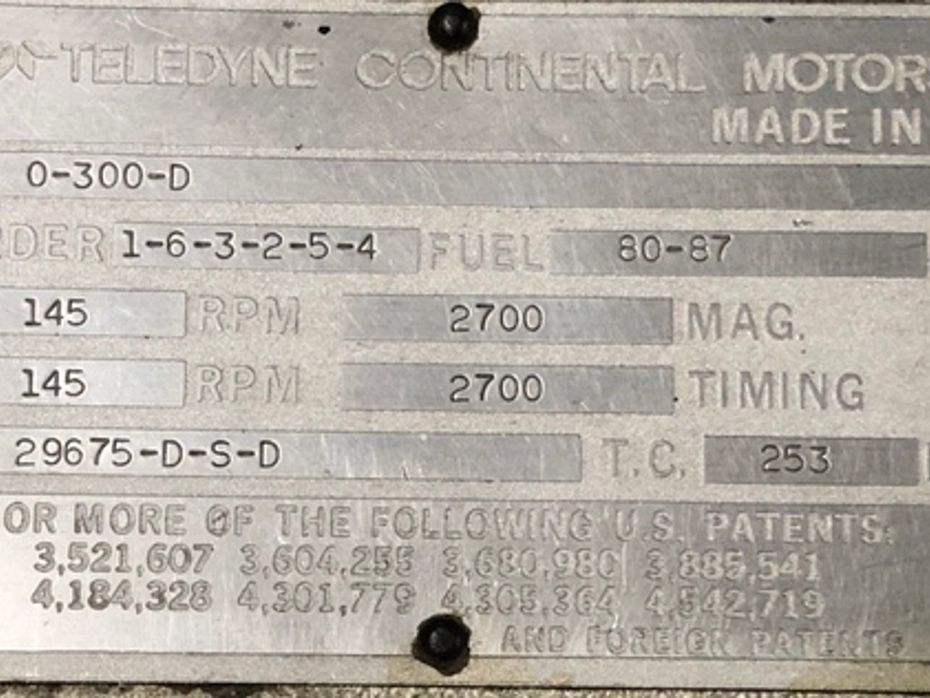 TELEDYNE CONTINENTAL MOTORS
MADE IN
O-300-D
RDER 1-6-3-2-5-4 FUEL 80-87
145 RPM 2700 MAG.
145 RPM 2700 TIMING
29675-D-S-D T.C. 253
OR MORE OF THE FOLLOWING U.S. PATENTS:
3,521,607 3,604,255 3,680,980 3,885,541
4,184,328 4,301,779 4,305,364 4,542,719
AND FOREIGN PATENTS